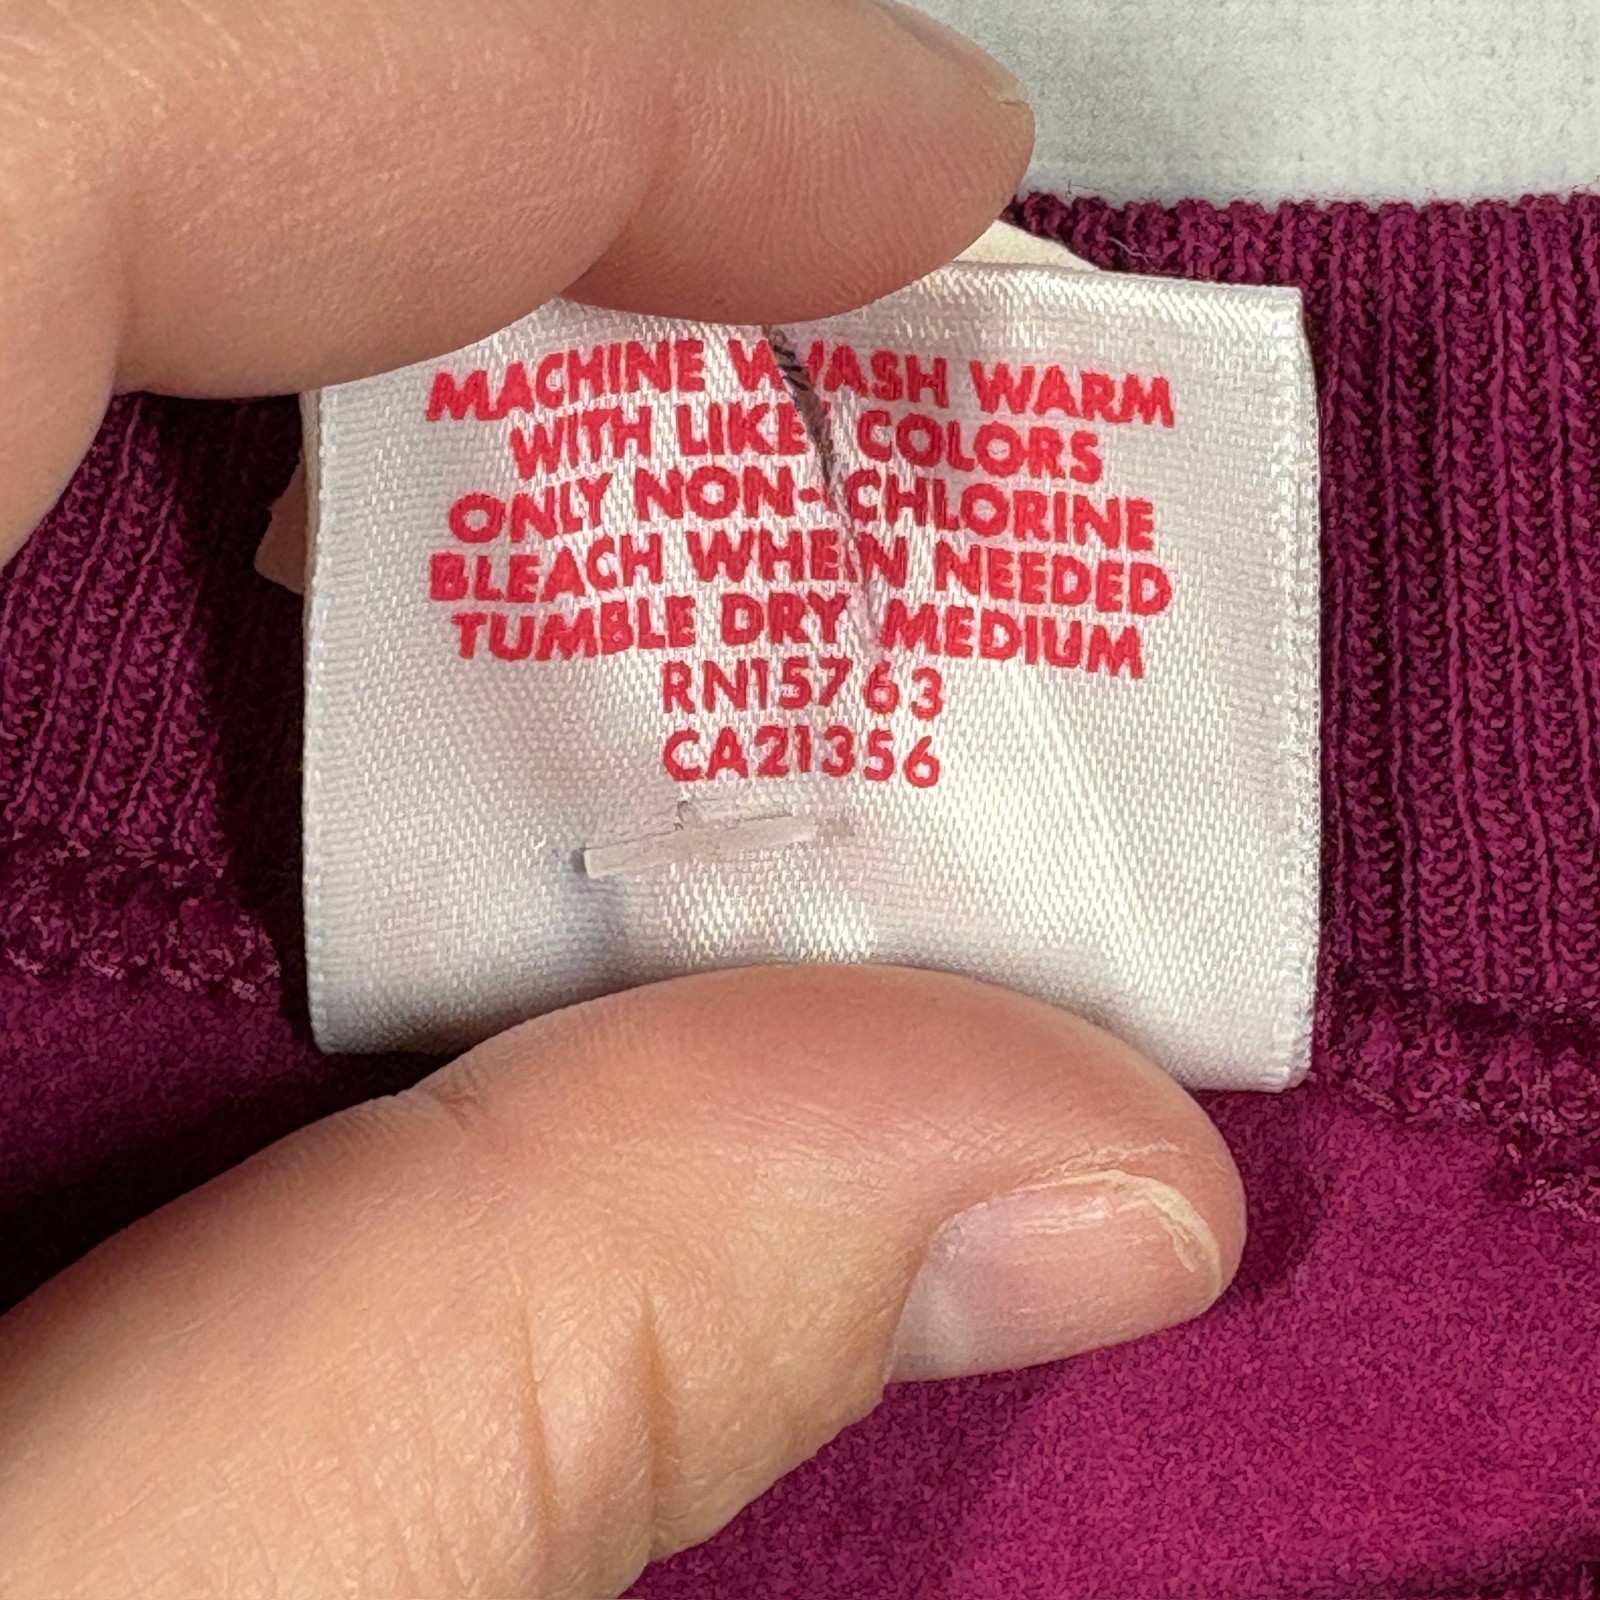 MACHINE WASH WARM
WITH LIKE COLORS
ONLY NON-CHLORINE
BLEACH WHEN NEEDED
TUMBLE DRY MEDIUM
RN15763
CA21356